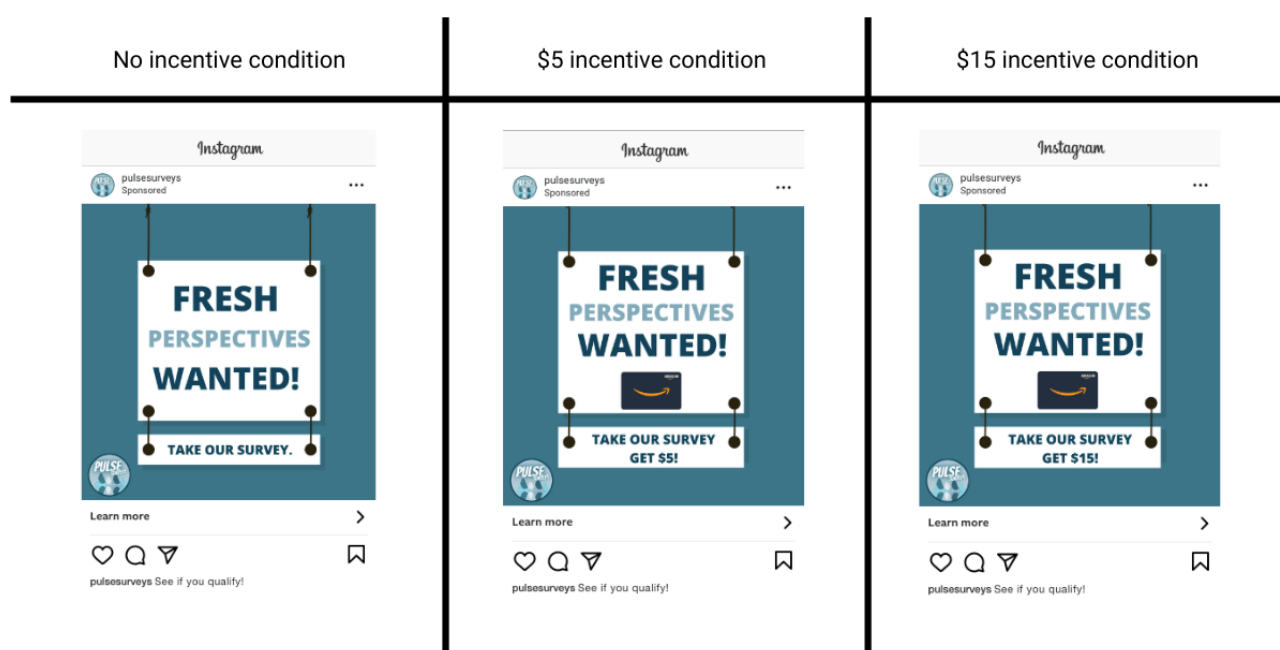 No incentive condition
$5 incentive condition
$15 incentive condition
Instagram
pulsesurveys
Sponsored
FRESH
PERSPECTIVES
WANTED!
TAKE OUR SURVEY.
PULSE
Learn more
pulsesurveys See if you qualify!
Instagram
pulsesurveys
Sponsored
FRESH
PERSPECTIVES
WANTED!
amazon
TAKE OUR SURVEY
GET $5!
PULSE
Learn more
pulsesurveys See if you qualify!
Instagram
pulsesurveys
Sponsored
FRESH
PERSPECTIVES
WANTED!
amazon
TAKE OUR SURVEY
GET $15!
PULSE
Learn more
pulsesurveys See if you qualify!